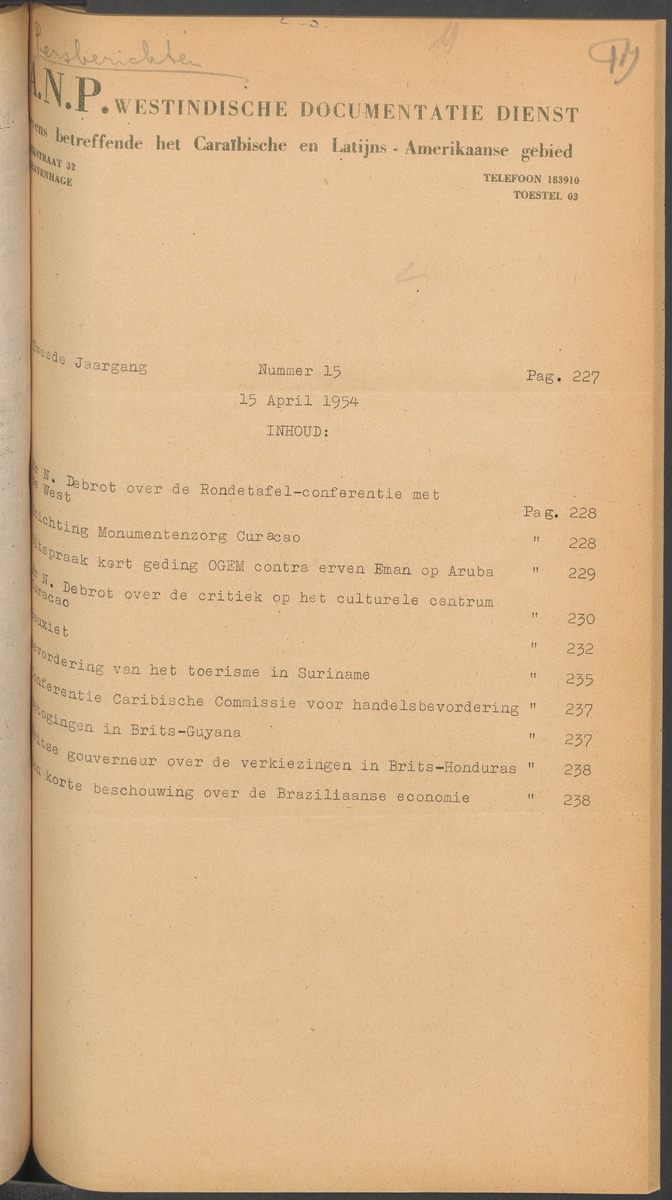 Persberichten
A.N.P. WESTINDISCHE DOCUMENTATIE DIENST
betreffende het Caraïbische en Latijns - Amerikaanse gebied
32
TELEFOON 183910
TOESTEL 03
Tweede Jaargang Nummer 15 Pag. 227
15 April 1954
INHOUD:
N. Debrot over de Rondetafel-conferentie met
West Pag. 228
Monumentenzorg Curacao " 228
kort geding OGEM contra erven Eman op Aruba " 229
N. Debrot over de critiek op het culturele centrum
" 230
" 232
van het toerisme in Suriname " 235
Caribische Commissie voor handelsbevordering " 237
in Brits-Guyana " 237
gouverneur over de verkiezingen in Brits-Honduras " 238
korte beschouwing over de Braziliaanse economie " 238